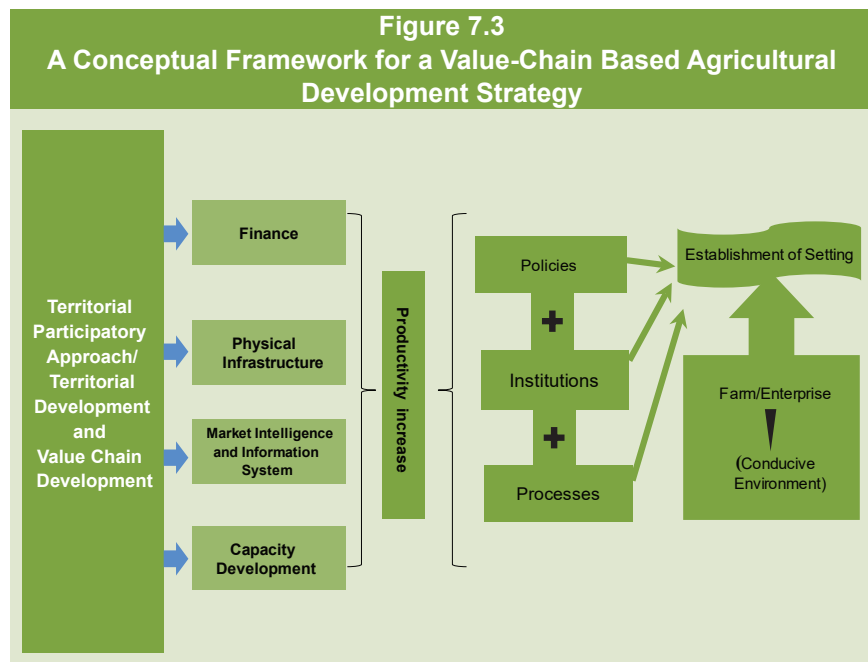 Figure 7.3
A Conceptual Framework for a Value-Chain Based Agricultural
Development Strategy
Territorial
Participatory
Approach/
Territorial
Development
and
Value Chain
Development
Finance
Physical
Infrastructure
Market Intelligence
and Information
System
Capacity
Development
Productivity increase
Policies
+
Institutions
+
Processes
Establishment of Setting
Farm/Enterprise
(Conducive
Environment)